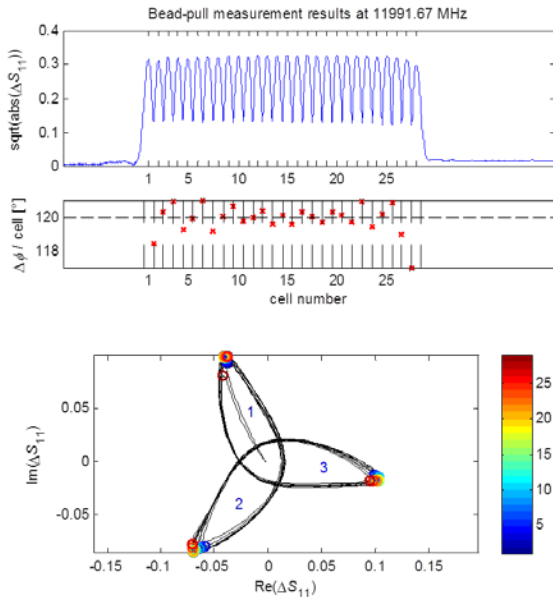 Bead-pull measurement results at 11991.67 MHz
sqrt(abs(ΔS11))
0.4
0.3
0.2
0.1
0
1 5 10 15 20 25
Δϕ / cell [°]
120
118
1 5 10 15 20 25
cell number
Im(ΔS11)
0.05
0
-0.05
1
2
3
-0.15 -0.1 -0.05 0 0.05 0.1 0.15
Re(ΔS11)
25
20
15
10
5